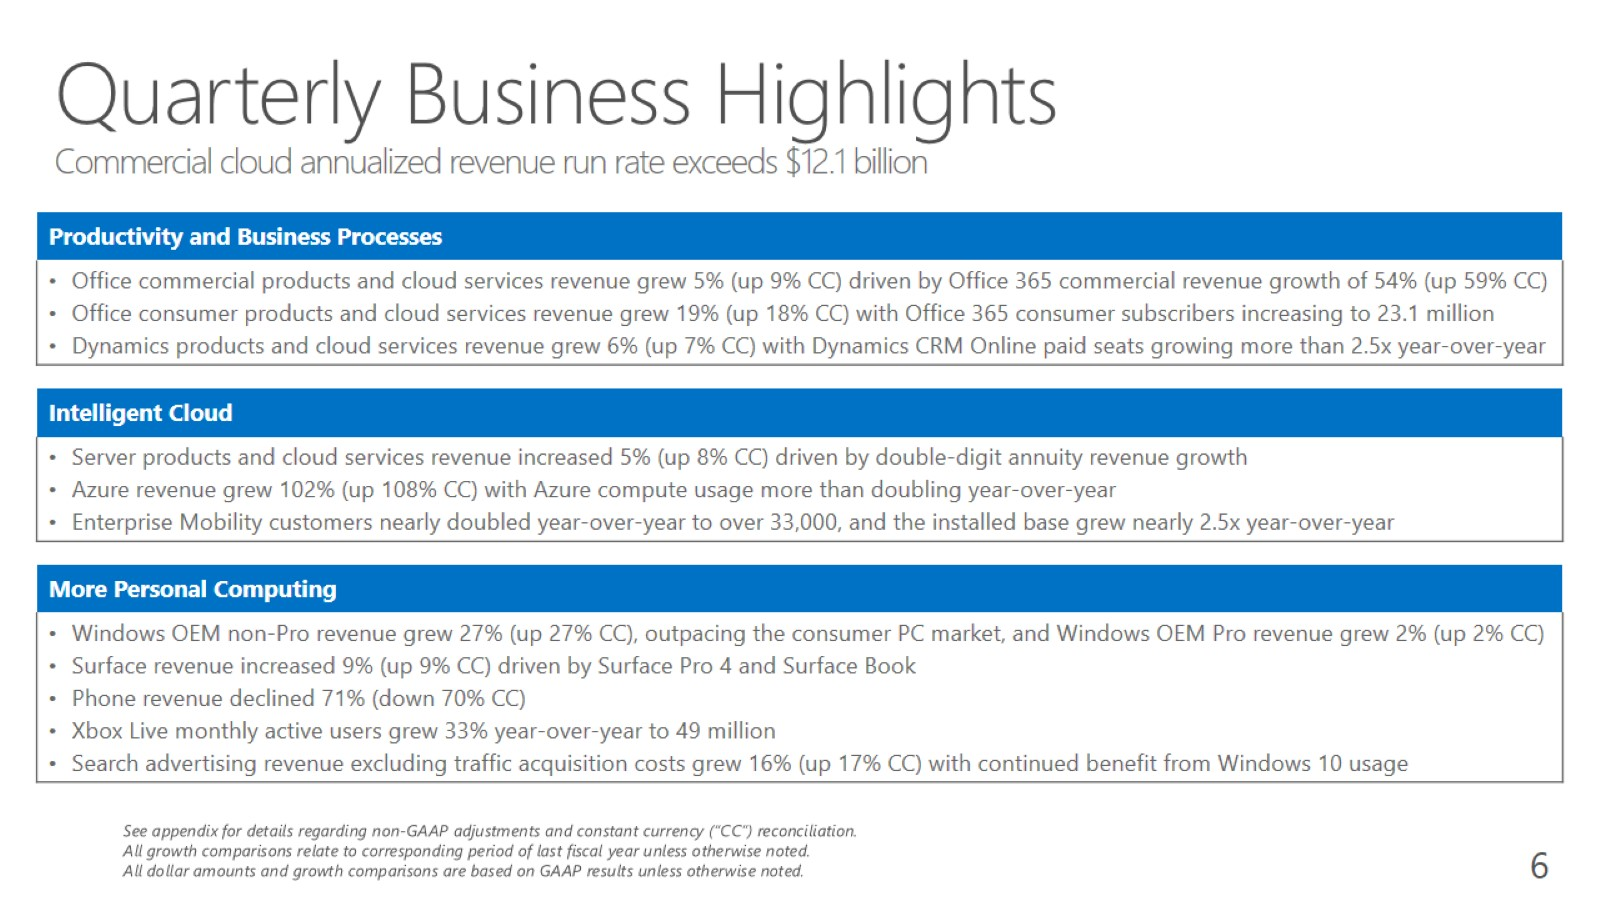 Quarterly Business Highlights
Commercial cloud annualized revenue run rate exceeds $12.1 billion
Productivity and Business Processes
• Office commercial products and cloud services revenue grew 5% (up 9% CC) driven by Office 365 commercial revenue growth of 54% (up 59% CC)
• Office consumer products and cloud services revenue grew 19% (up 18% CC) with Office 365 consumer subscribers increasing to 23.1 million
• Dynamics products and cloud services revenue grew 6% (up 7% CC) with Dynamics CRM Online paid seats growing more than 2.5x year-over-year
Intelligent Cloud
• Server products and cloud services revenue increased 5% (up 8% CC) driven by double-digit annuity revenue growth
• Azure revenue grew 102% (up 108% CC) with Azure compute usage more than doubling year-over-year
• Enterprise Mobility customers nearly doubled year-over-year to over 33,000, and the installed base grew nearly 2.5x year-over-year
More Personal Computing
• Windows OEM non-Pro revenue grew 27% (up 27% CC), outpacing the consumer PC market, and Windows OEM Pro revenue grew 2% (up 2% CC)
• Surface revenue increased 9% (up 9% CC) driven by Surface Pro 4 and Surface Book
• Phone revenue declined 71% (down 70% CC)
• Xbox Live monthly active users grew 33% year-over-year to 49 million
• Search advertising revenue excluding traffic acquisition costs grew 16% (up 17% CC) with continued benefit from Windows 10 usage
See appendix for details regarding non-GAAP adjustments and constant currency ("CC") reconciliation.
All growth comparisons relate to corresponding period of last fiscal year unless otherwise noted.
All dollar amounts and growth comparisons are based on GAAP results unless otherwise noted.
6